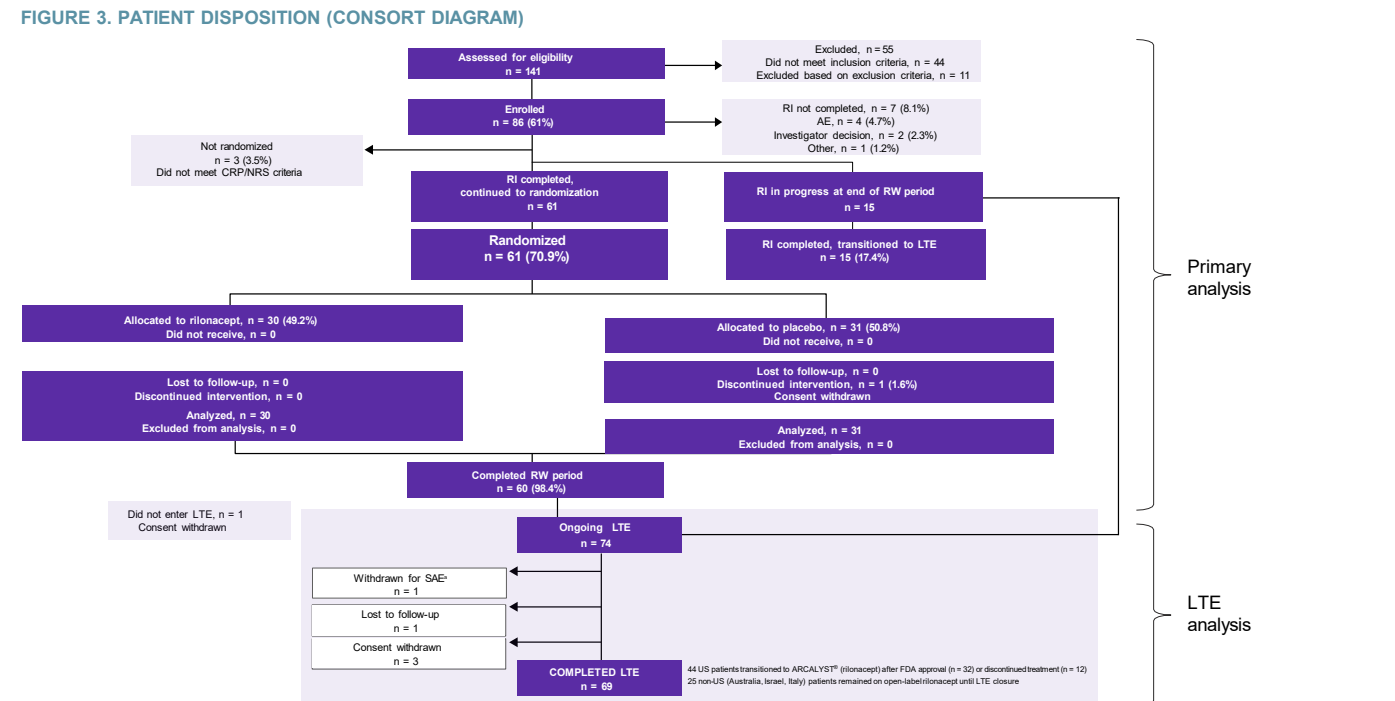 FIGURE 3. PATIENT DISPOSITION (CONSORT DIAGRAM)
Assessed for eligibility
n = 141
Excluded, n = 55
Did not meet inclusion criteria, n = 44
Excluded based on exclusion criteria, n = 11
Enrolled
n = 86 (61%)
RI not completed, n = 7 (8.1%)
AE, n = 4 (4.7%)
Investigator decision, n = 2 (2.3%)
Other, n = 1 (1.2%)
Not randomized
n = 3 (3.5%)
Did not meet CRP/NRS criteria
RI completed,
continued to randomization
n = 61
RI in progress at end of RW period
n = 15
Randomized
n = 61 (70.9%)
RI completed, transitioned to LTE
n = 15 (17.4%)
Primary
analysis
Allocated to rilonacept, n = 30 (49.2%)
Did not receive, n = 0
Allocated to placebo, n = 31 (50.8%)
Did not receive, n = 0
Lost to follow-up, n = 0
Discontinued intervention, n = 0
Analyzed, n = 30
Excluded from analysis, n = 0
Lost to follow-up, n = 0
Discontinued intervention, n = 1 (1.6%)
Consent withdrawn
Analyzed, n = 31
Excluded from analysis, n = 0
Completed RW period
n = 60 (98.4%)
Did not enter LTE, n = 1
Consent withdrawn
Ongoing LTE
n = 74
Withdrawn for SAEᵃ
n = 1
Lost to follow-up
n = 1
Consent withdrawn
n = 3
LTE
analysis
COMPLETED LTE
n = 69
44 US patients transitioned to ARCALYST® (rilonacept) after FDA approval (n = 32) or discontinued treatment (n = 12)
25 non-US (Australia, Israel, Italy) patients remained on open-label rilonacept until LTE closure